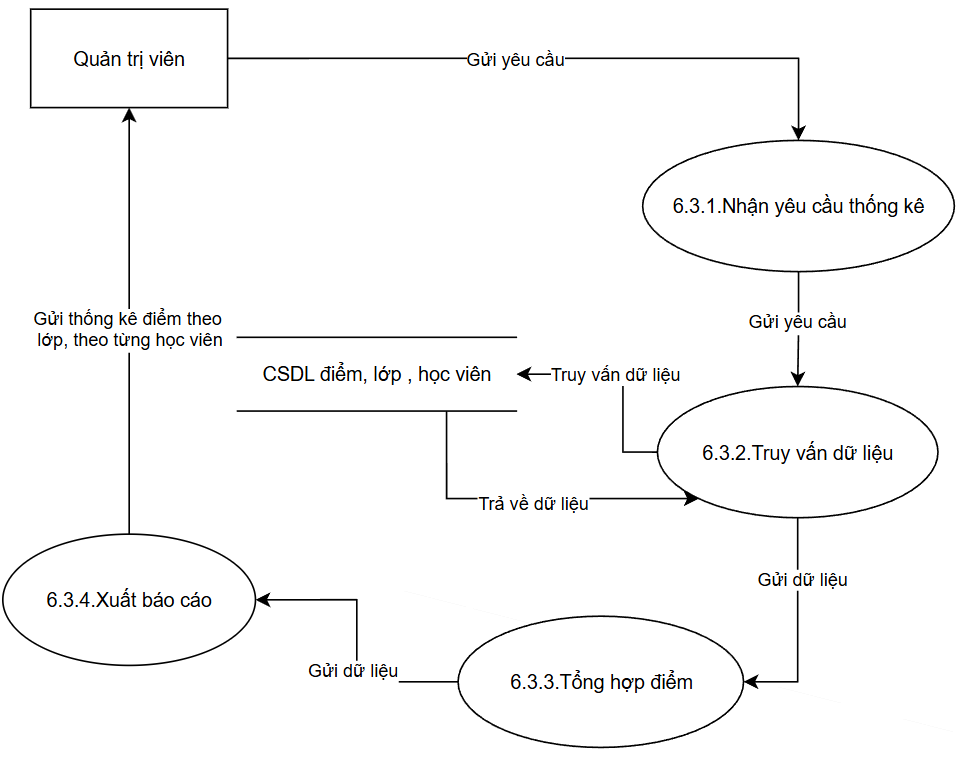 Quản trị viên
Gửi yêu cầu
6.3.1.Nhận yêu cầu thống kê
Gửi yêu cầu
Gửi thống kê điểm theo
lớp, theo từng học viên
CSDL điểm, lớp , học viên
Truy vấn dữ liệu
6.3.2.Truy vấn dữ liệu
Trả về dữ liệu
Gửi dữ liệu
6.3.4.Xuất báo cáo
Gửi dữ liệu
6.3.3.Tổng hợp điểm